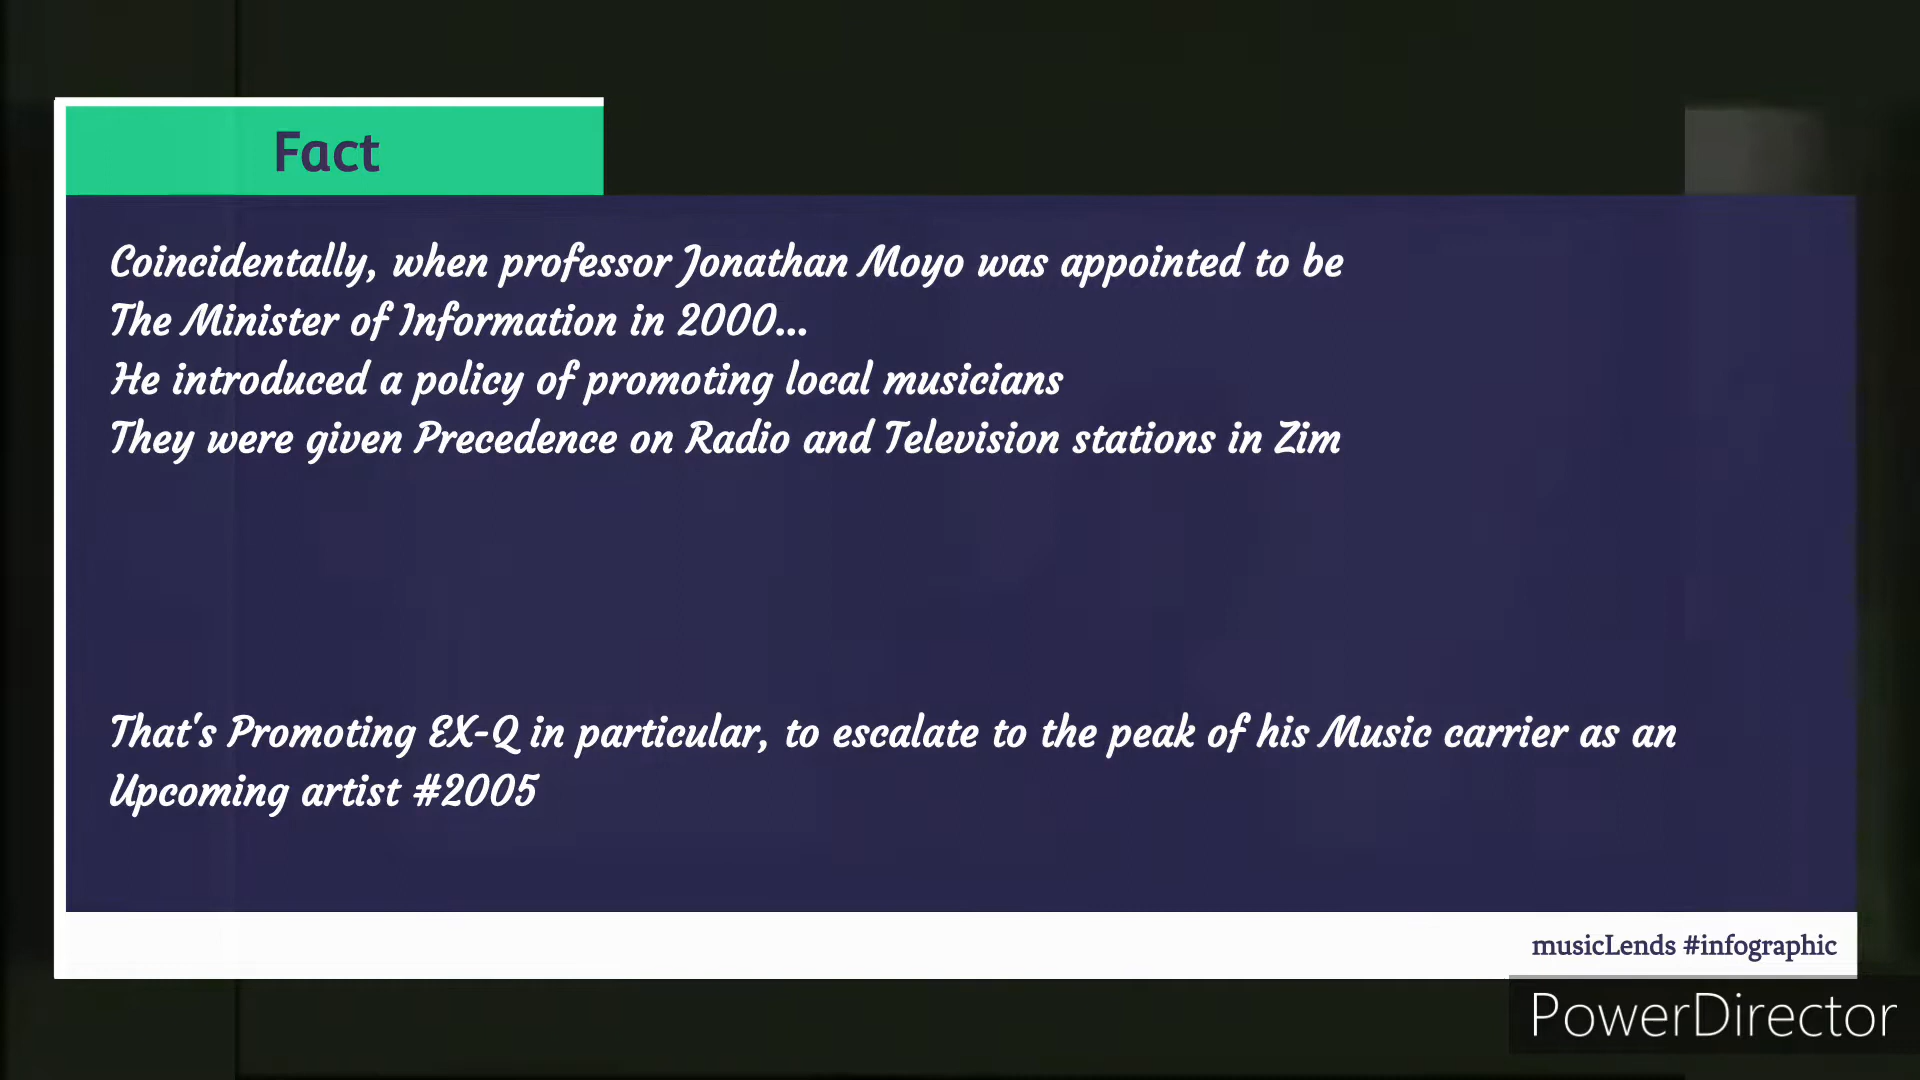 Fact
Coincidentally, when professor Jonathan Moyo was appointed to be
The Minister of Information in 2000...
He introduced a policy of promoting local musicians
They were given Precedence on Radio and Television stations in Zim
That's Promoting EX-Q in particular, to escalate to the peak of his Music carrier as an
Upcoming artist #2005
musicLends #infographic
PowerDirector